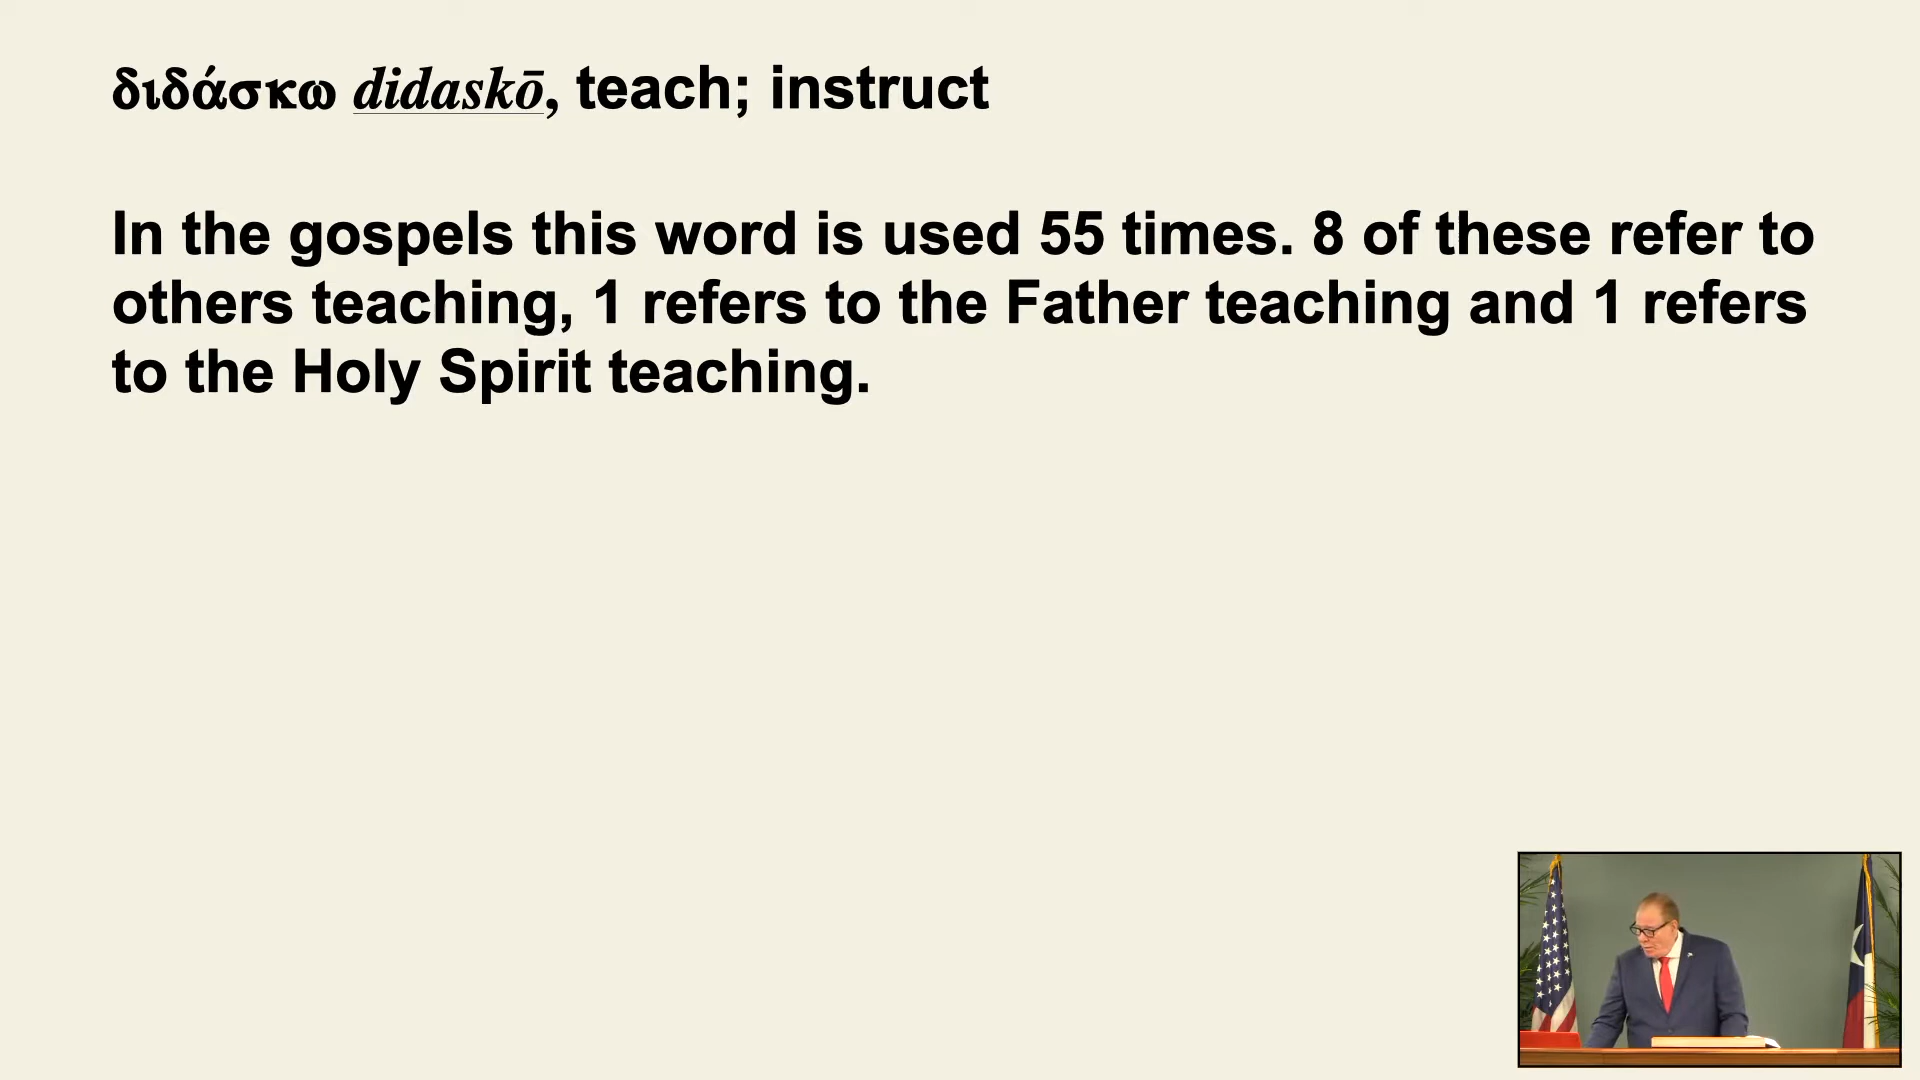 διδάσκω didaskō, teach; instruct
In the gospels this word is used 55 times. 8 of these refer to
others teaching, 1 refers to the Father teaching and 1 refers
to the Holy Spirit teaching.